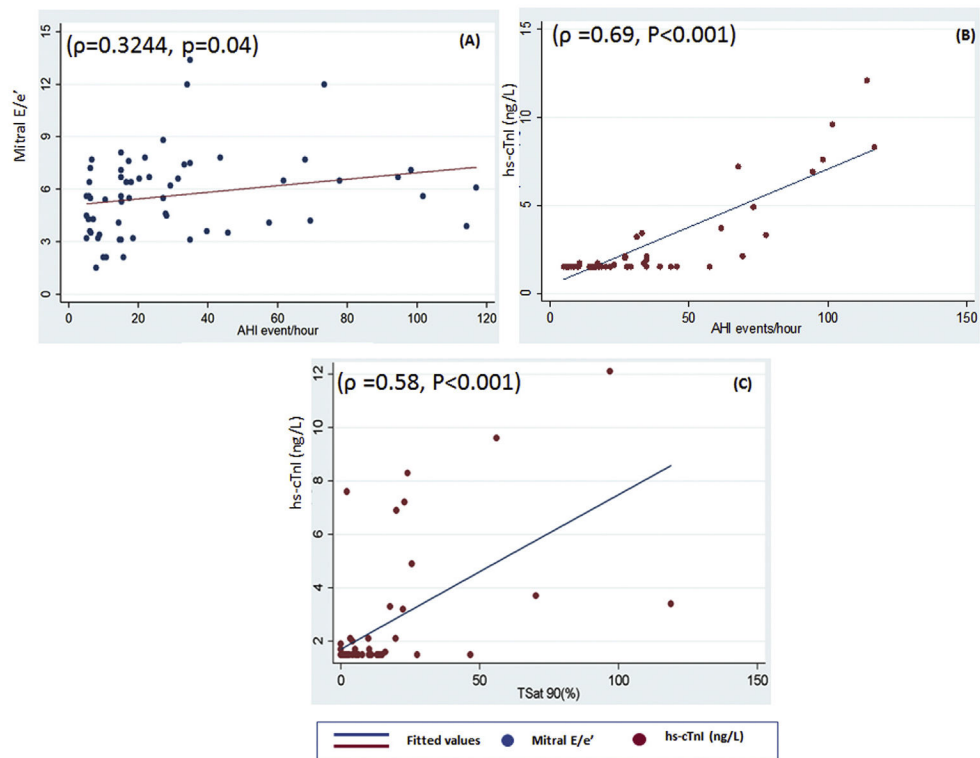 (ρ=0.3244, p=0.04)
(A)
Mitral E/e'
15
12
9
6
3
0
0 20 40 60 80 100 120
AHI event/hour
(ρ =0.69, P<0.001)
(B)
hs-cTnI (ng/L)
15
10
5
0
0 50 100 150
AHI events/hour
(ρ =0.58, P<0.001)
(C)
hs-cTnI (ng/L)
12
10
8
6
4
2
0 50 100 150
TSat 90(%)
Fitted values Mitral E/e' hs-cTnI (ng/L)